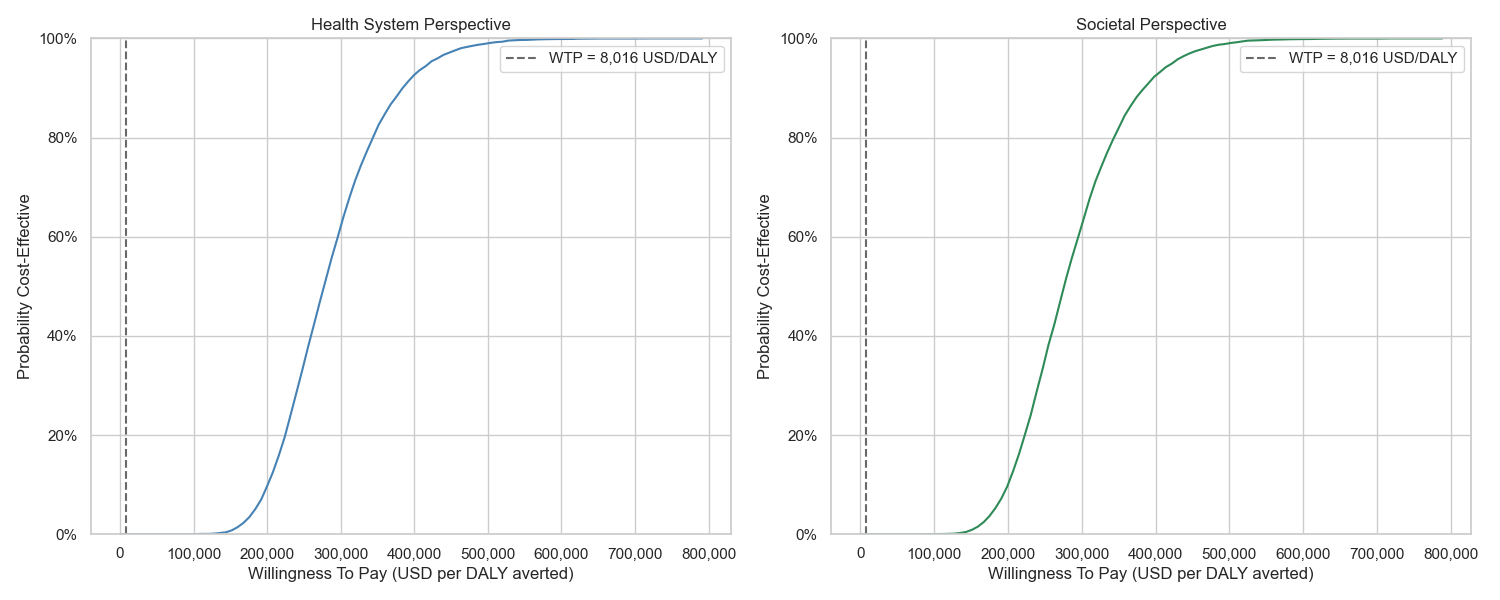 Health System Perspective
WTP = 8,016 USD/DALY
Probability Cost-Effective
100%
80%
60%
40%
20%
0%
0 100,000 200,000 300,000 400,000 500,000 600,000 700,000 800,000
Willingness To Pay (USD per DALY averted)
Societal Perspective
WTP = 8,016 USD/DALY
Probability Cost-Effective
100%
80%
60%
40%
20%
0%
0 100,000 200,000 300,000 400,000 500,000 600,000 700,000 800,000
Willingness To Pay (USD per DALY averted)